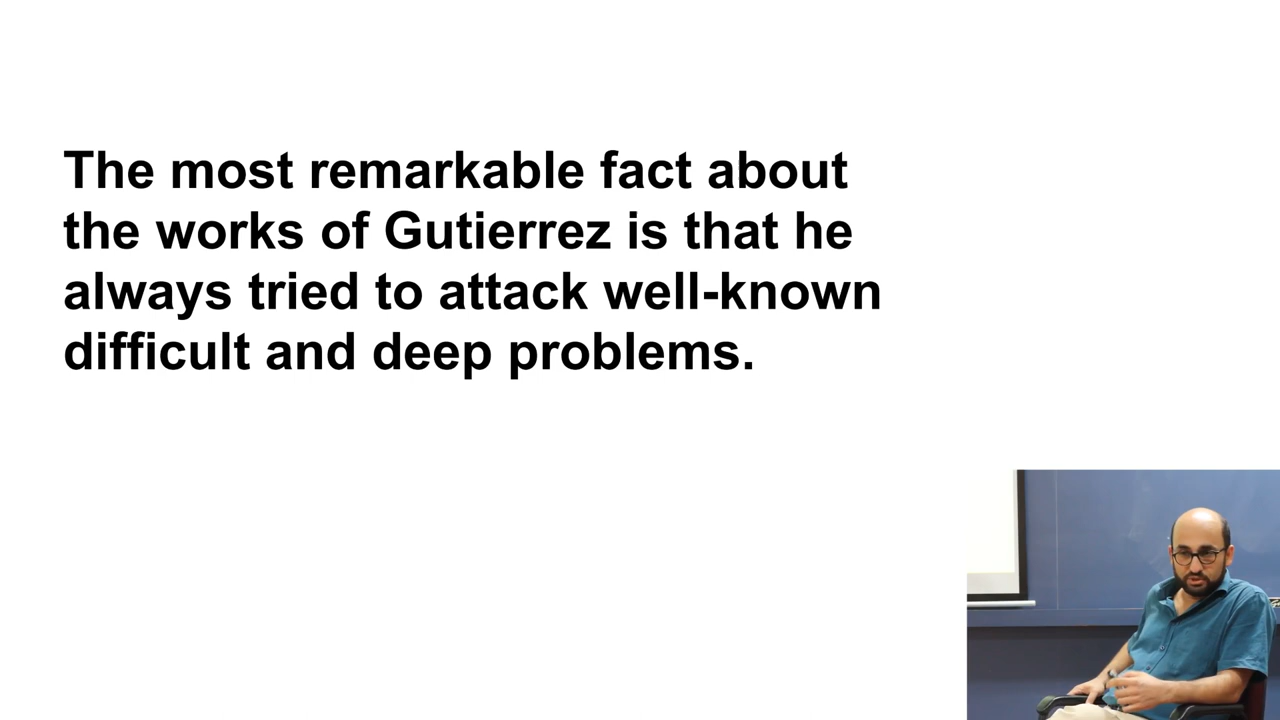 The most remarkable fact about
the works of Gutierrez is that he
always tried to attack well-known
difficult and deep problems.